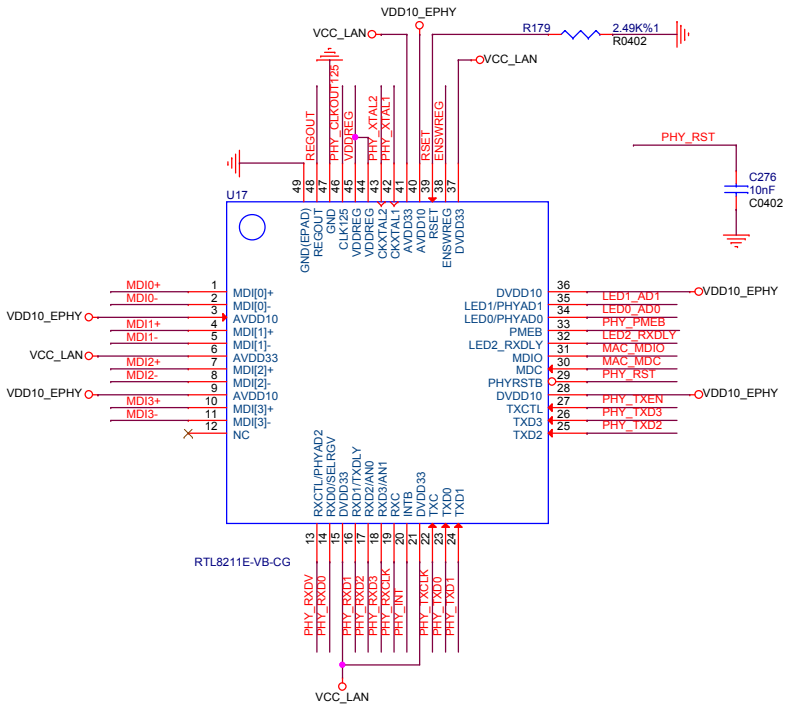 VDD10_EPHY
VCC_LAN
R179
2.49K%1
R0402
VCC_LAN
REGOUT
PHY_CLKOUT125
VDDREG
PHY_XTAL2
PHY_XTAL1
RSET
ENSWREG
PHY_RST
C276
10nF
C0402
U17
49
48
47
46
45
44
43
42
41
40
39
38
37
GND(EPAD)
REGOUT
GND
CLK125
VDDREG
VDDREG
CKXTAL2
CKXTAL1
AVDD33
AVDD10
RSET
ENSWREG
DVDD33
MDI0+ 1 MDI[0]+
MDI0- 2 MDI[0]-
VDD10_EPHY 3 AVDD10
MDI1+ 4 MDI[1]+
MDI1- 5 MDI[1]-
VCC_LAN 6 AVDD33
MDI2+ 7 MDI[2]+
MDI2- 8 MDI[2]-
VDD10_EPHY 9 AVDD10
MDI3+ 10 MDI[3]+
MDI3- 11 MDI[3]-
12 NC
DVDD10 36 VDD10_EPHY
LED1/PHYAD1 35 LED1_AD1
LED0/PHYAD0 34 LED0_AD0
PMEB 33 PHY_PMEB
LED2_RXDLY 32 LED2_RXDLY
MDIO 31 MAC_MDIO
MDC 30 MAC_MDC
PHYRSTB 29 PHY_RST
DVDD10 28 VDD10_EPHY
TXCTL 27 PHY_TXEN
TXD3 26 PHY_TXD3
TXD2 25 PHY_TXD2
RXCTL/PHYAD2
RXD0/SELRGV
DVDD33
RXD1/TXDLY
RXD2/AN0
RXD3/AN1
RXC
INTB
DVDD33
TXC
TXD0
TXD1
13
14
15
16
17
18
19
20
21
22
23
24
RTL8211E-VB-CG
PHY_RXDV
PHY_RXD0
PHY_RXD1
PHY_RXD2
PHY_RXD3
PHY_RXCLK
PHY_INT
PHY_TXCLK
PHY_TXD0
PHY_TXD1
VCC_LAN